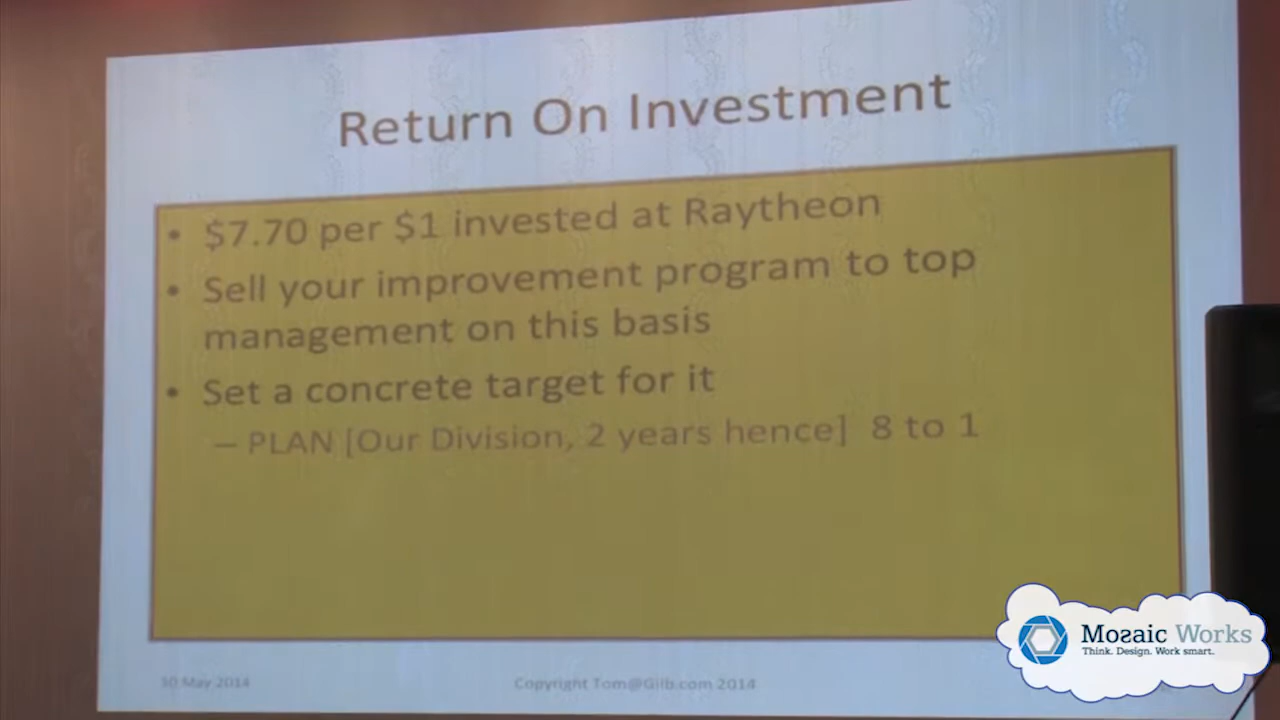 Return On Investment
• $7.70 per $1 invested at Raytheon
• Sell your improvement program to top
management on this basis
• Set a concrete target for it
– PLAN [Our Division, 2 years hence] 8 to 1
30 May 2014
Copyright Tom@Gilb.com 2014
Mozaic Works
Think. Design. Work smart.